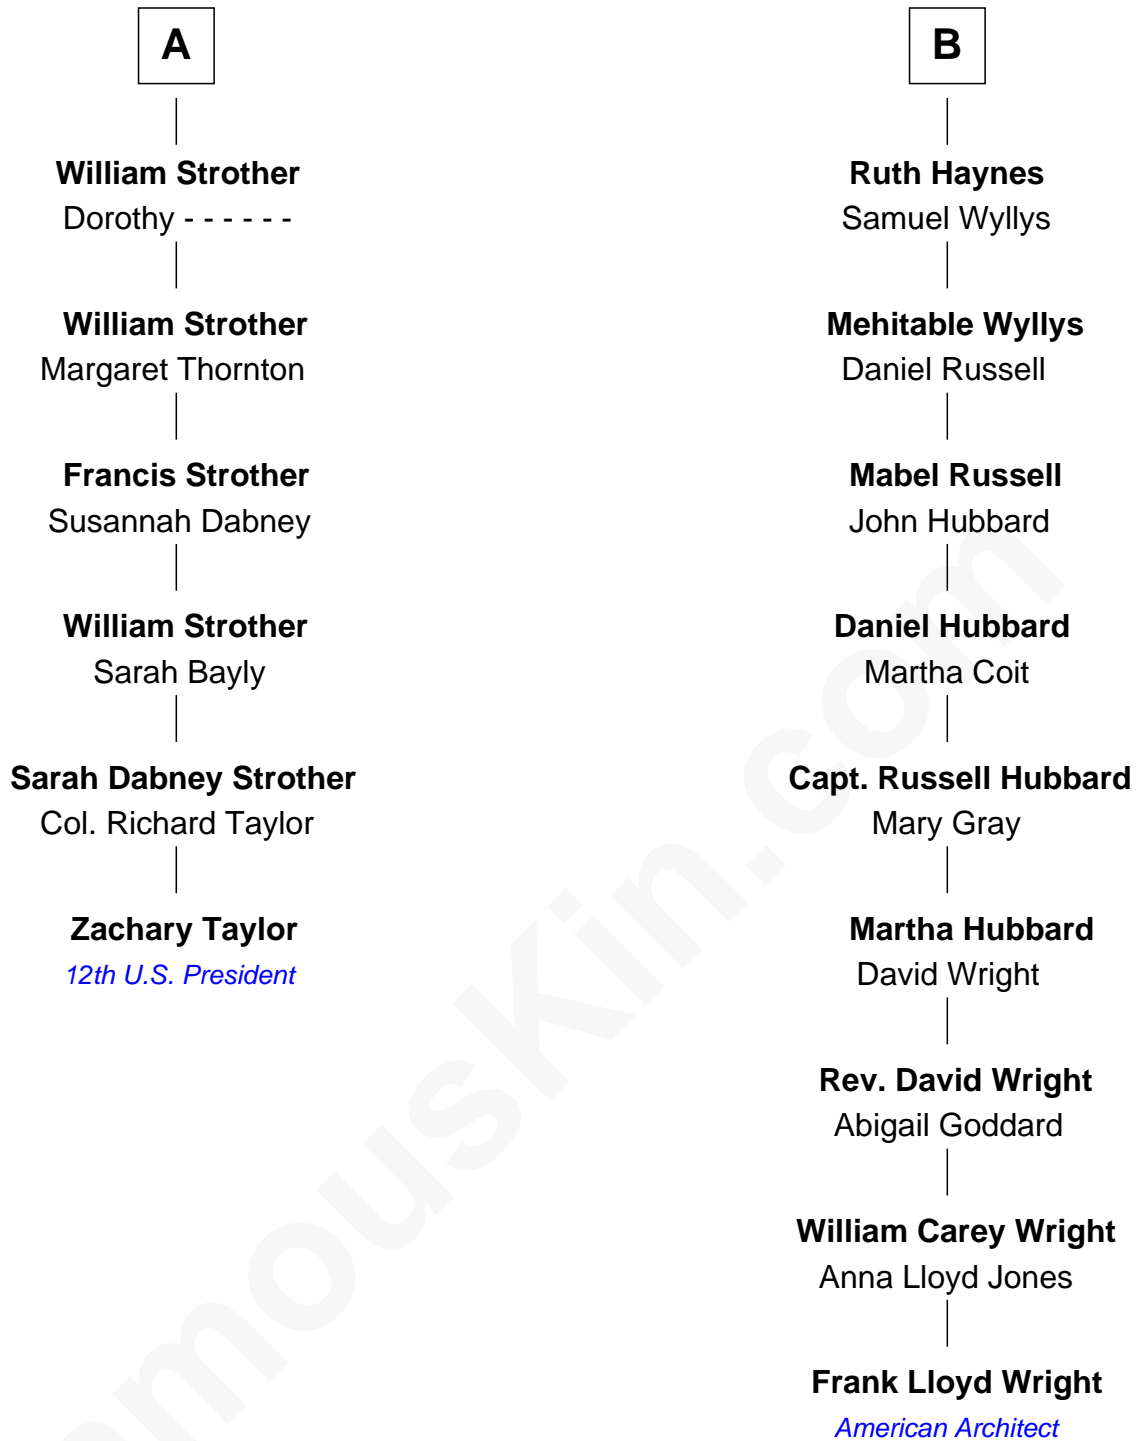 A
William Strother
Dorothy - - - - - -
William Strother
Margaret Thornton
Francis Strother
Susannah Dabney
William Strother
Sarah Bayly
Sarah Dabney Strother
Col. Richard Taylor
Zachary Taylor
12th U.S. President
B
Ruth Haynes
Samuel Wyllys
Mehitable Wyllys
Daniel Russell
Mabel Russell
John Hubbard
Daniel Hubbard
Martha Coit
Capt. Russell Hubbard
Mary Gray
Martha Hubbard
David Wright
Rev. David Wright
Abigail Goddard
William Carey Wright
Anna Lloyd Jones
Frank Lloyd Wright
American Architect
mousKin.com